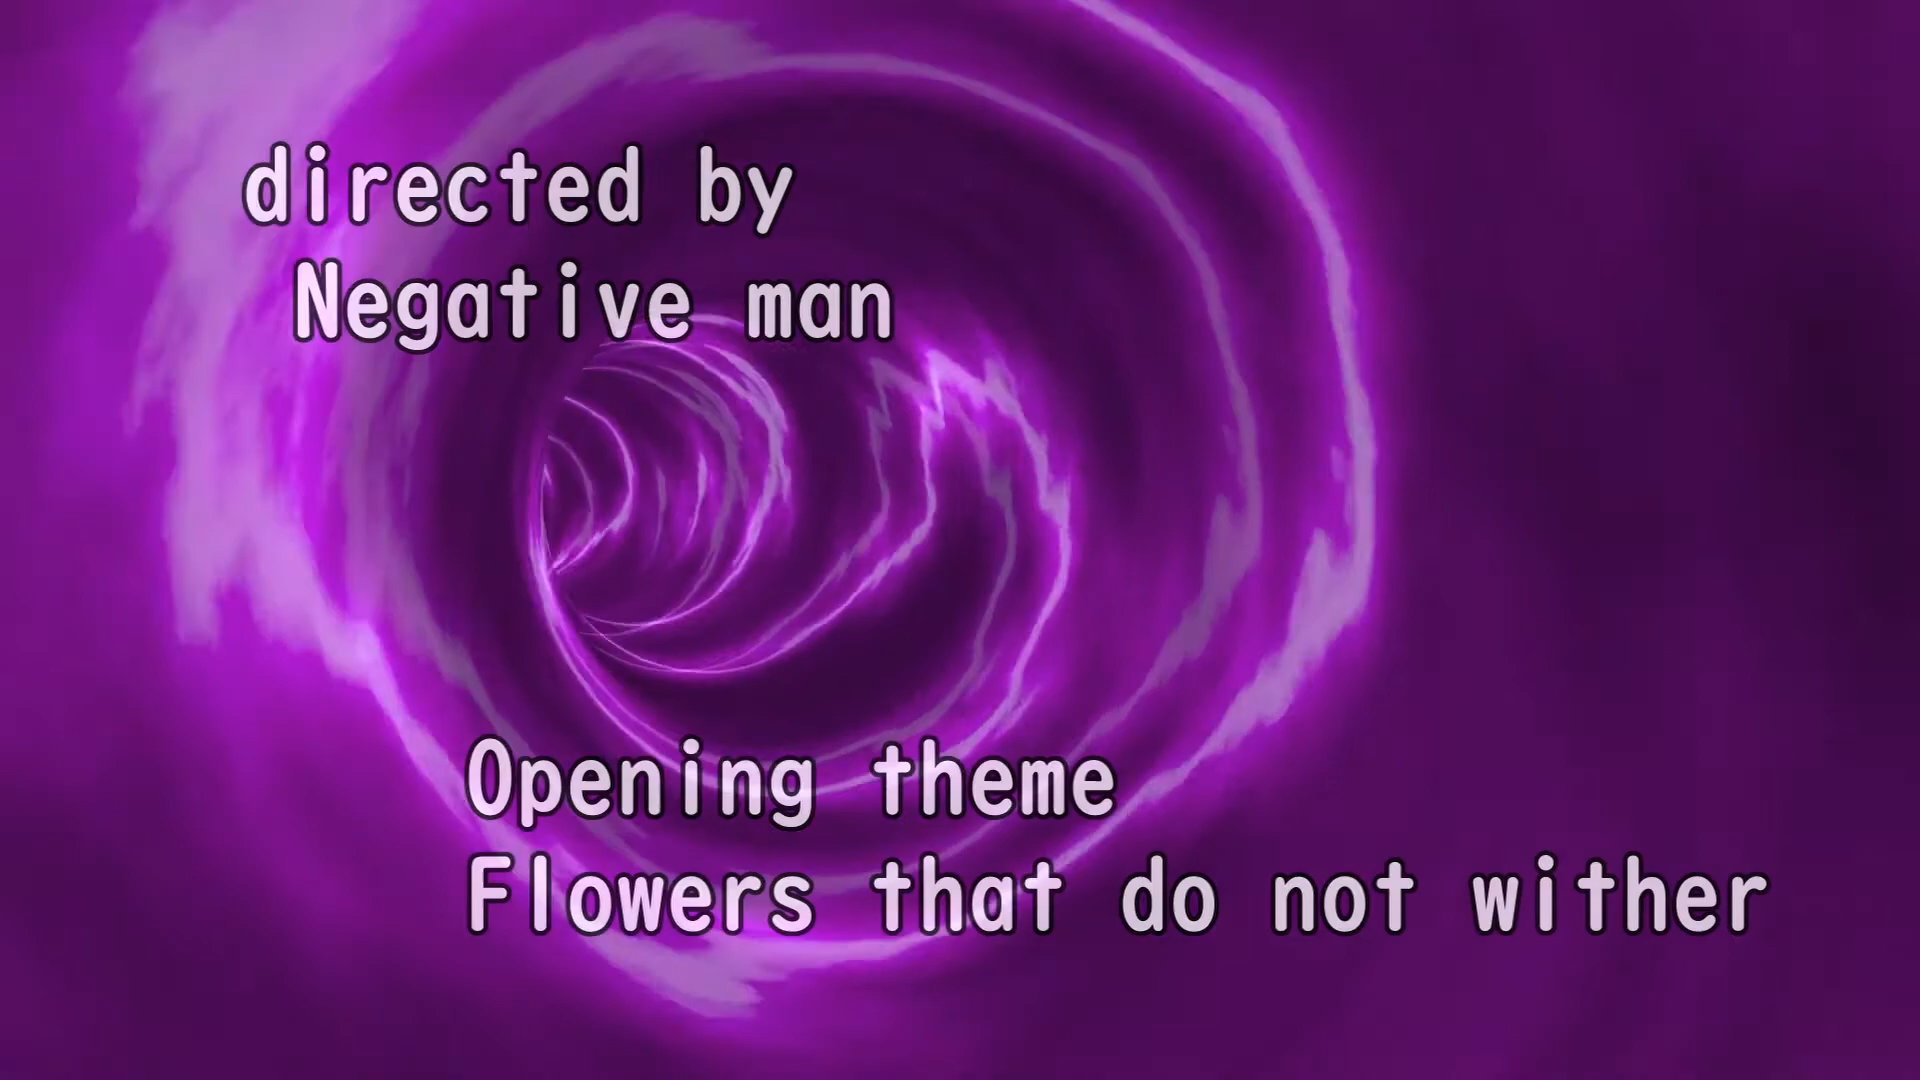 directed by
Negative man
Opening theme
Flowers that do not wither